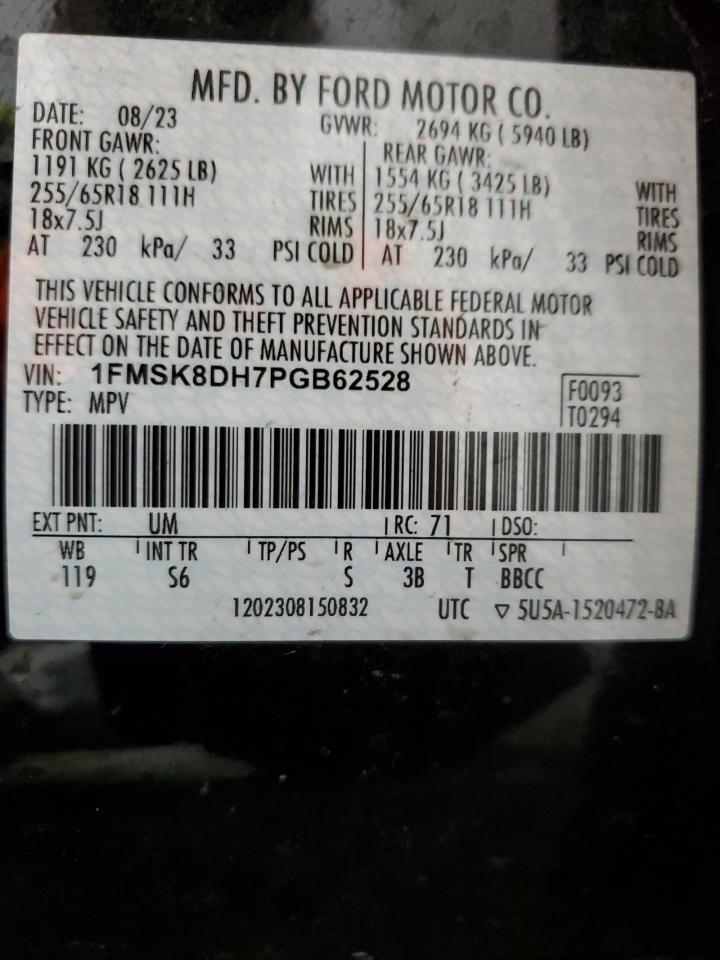 MFD. BY FORD MOTOR CO.
DATE: 08/23 GVWR: 2694 KG ( 5940 LB)
FRONT GAWR: REAR GAWR:
1191 KG ( 2625 LB) WITH 1554 KG ( 3425 LB) WITH
255/65R18 111H TIRES 255/65R18 111H TIRES
18x7.5J RIMS 18x7.5J RIMS
AT 230 kPa/ 33 PSI COLD AT 230 kPa/ 33 PSI COLD
THIS VEHICLE CONFORMS TO ALL APPLICABLE FEDERAL MOTOR
VEHICLE SAFETY AND THEFT PREVENTION STANDARDS IN
EFFECT ON THE DATE OF MANUFACTURE SHOWN ABOVE.
VIN: 1FMSK8DH7PGB62528 F0093
TYPE: MPV T0294
EXT PNT: UM RC: 71 DSO:
WB INT TR TP/PS R AXLE TR SPR
119 S6 S 3B T BBCC
1202308150832 UTC ▽ 5U5A-1520472-BA